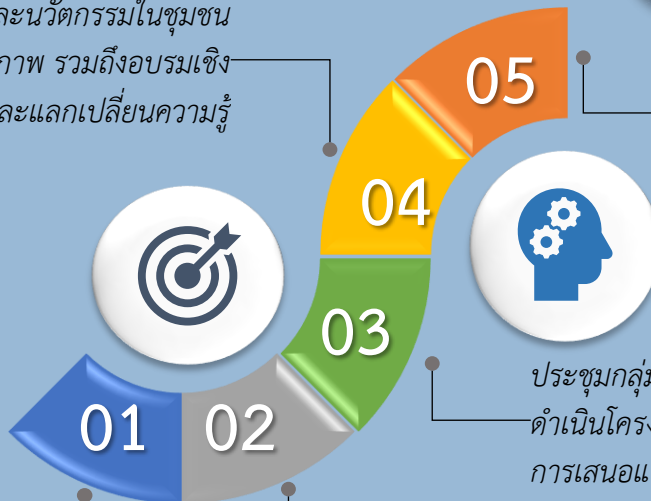 ละนวัตกรรมในชุมชน
ภาพ รวมถึงอบรมเชิง
และแลกเปลี่ยนความรู้
05
04
03
ประชุมกลุ่ม
ดำเนินโครง
การเสนอแ
01
02